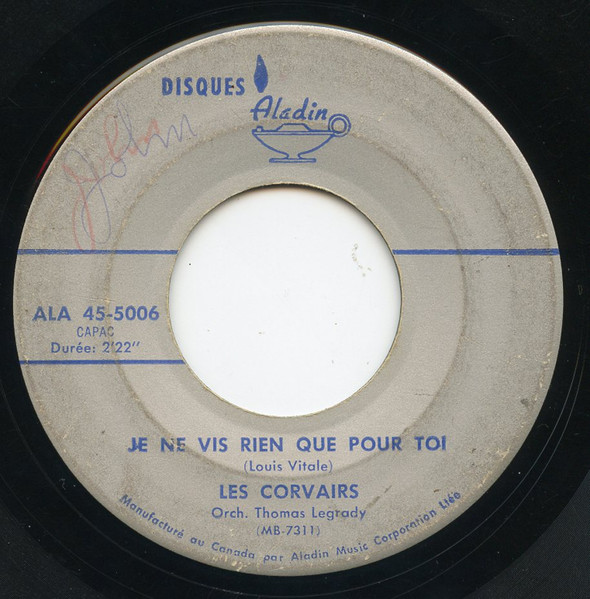 DISQUES
Aladin
John
ALA 45-5006
CAPAC
Durée: 2'22"
JE NE VIS RIEN QUE POUR TOI
(Louis Vitale)
LES CORVAIRS
Orch. Thomas Legrady
(MB-7311)
Manufacturé au Canada par Aladin Music Corporation Ltée